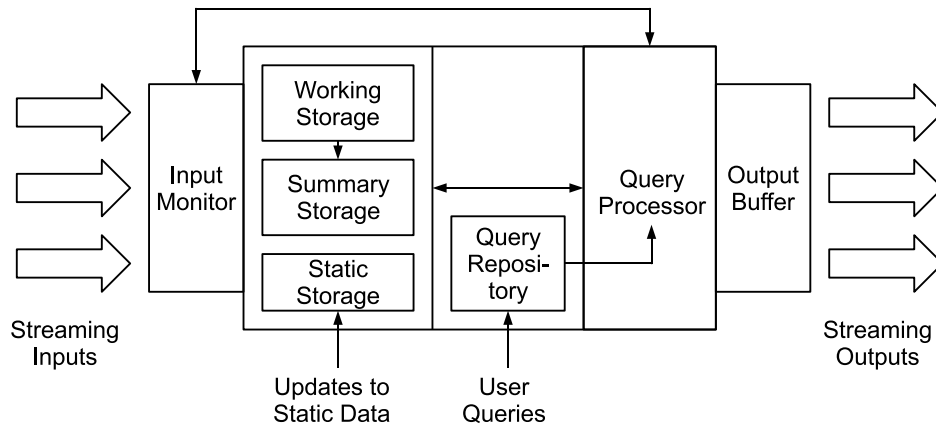 Working
Storage
Summary
Storage
Static
Storage
Input
Monitor
Query
Processor
Query
Reposi-
tory
Output
Buffer
Streaming
Inputs
Updates to
Static Data
User
Queries
Streaming
Outputs